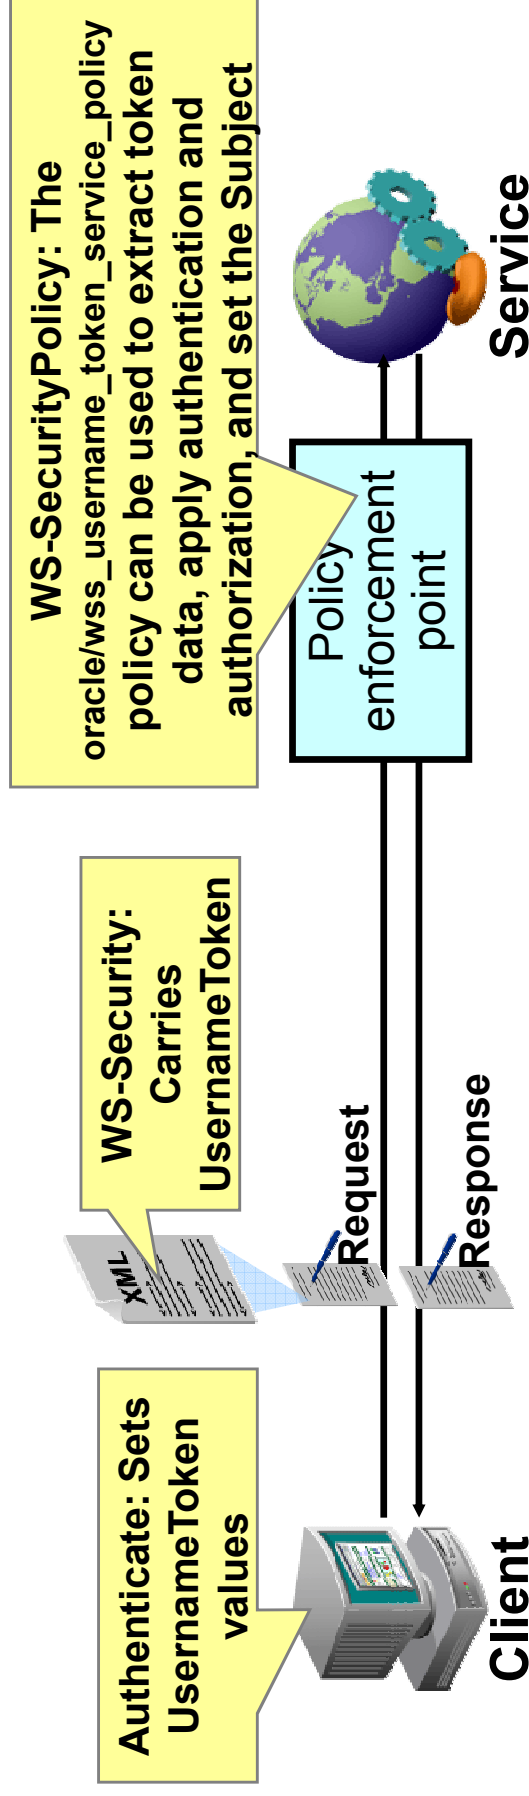 Authenticate: Sets
UsernameToken
values
XML
WS-Security:
Carries
UsernameToken
WS-SecurityPolicy: The
oracle/wss_username_token_service_policy
policy can be used to extract token
data, apply authentication and
authorization, and set the Subject
Request
Response
Policy
enforcement
point
Client
Service